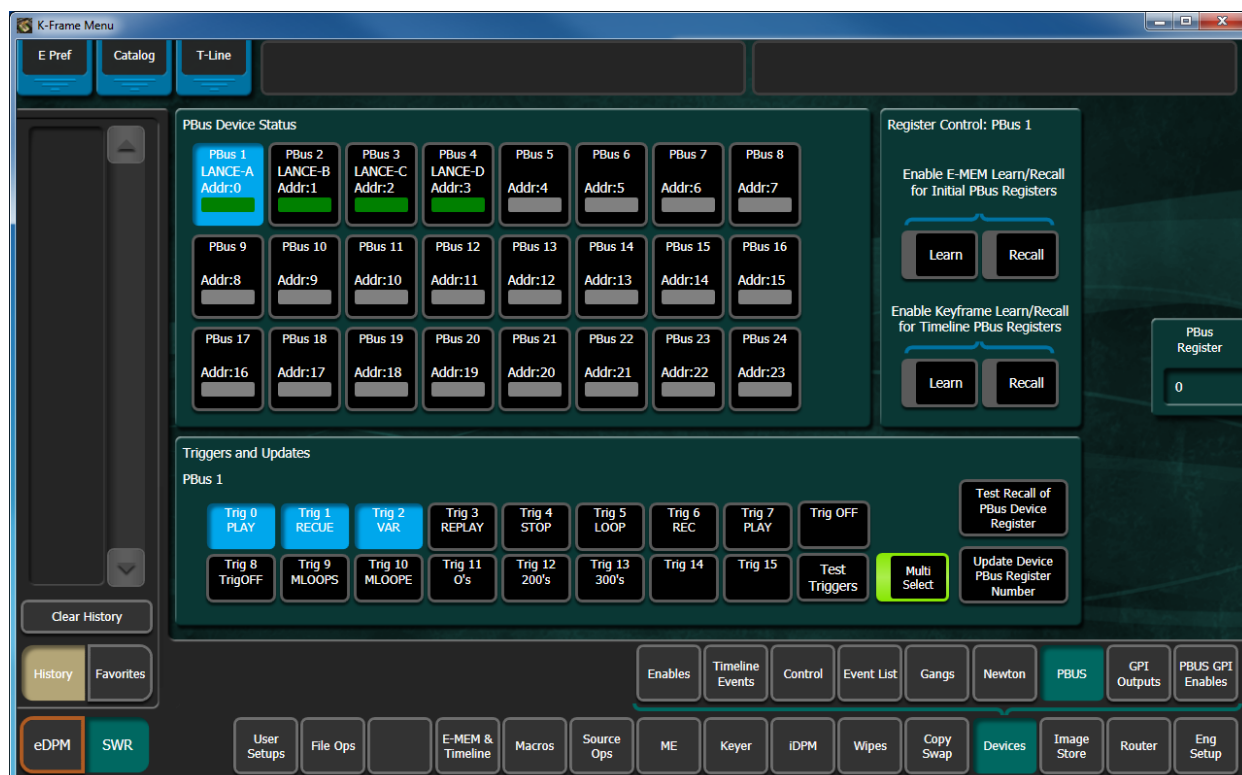 K-Frame Menu
E Pref
Catalog
T-Line
PBus Device Status
PBus 1
LANCE-A
Addr:0
PBus 2
LANCE-B
Addr:1
PBus 3
LANCE-C
Addr:2
PBus 4
LANCE-D
Addr:3
PBus 5
Addr:4
PBus 6
Addr:5
PBus 7
Addr:6
PBus 8
Addr:7
PBus 9
Addr:8
PBus 10
Addr:9
PBus 11
Addr:10
PBus 12
Addr:11
PBus 13
Addr:12
PBus 14
Addr:13
PBus 15
Addr:14
PBus 16
Addr:15
PBus 17
Addr:16
PBus 18
Addr:17
PBus 19
Addr:18
PBus 20
Addr:19
PBus 21
Addr:20
PBus 22
Addr:21
PBus 23
Addr:22
PBus 24
Addr:23
Register Control: PBus 1
Enable E-MEM Learn/Recall
for Initial PBus Registers
Learn
Recall
Enable Keyframe Learn/Recall
for Timeline PBus Registers
Learn
Recall
PBus
Register
0
Triggers and Updates
PBus 1
Trig 0
PLAY
Trig 1
RECUE
Trig 2
VAR
Trig 3
REPLAY
Trig 4
STOP
Trig 5
LOOP
Trig 6
REC
Trig 7
PLAY
Trig OFF
Trig 8
TrigOFF
Trig 9
MLOOPS
Trig 10
MLOOPE
Trig 11
O's
Trig 12
200's
Trig 13
300's
Trig 14
Trig 15
Test
Triggers
Multi
Select
Test Recall of
PBus Device
Register
Update Device
PBus Register
Number
Clear History
History
Favorites
Enables
Timeline
Events
Control
Event List
Gangs
Newton
PBUS
GPI
Outputs
PBUS GPI
Enables
eDPM
SWR
User
Setups
File Ops
E-MEM &
Timeline
Macros
Source
Ops
ME
Keyer
iDPM
Wipes
Copy
Swap
Devices
Image
Store
Router
Eng
Setup